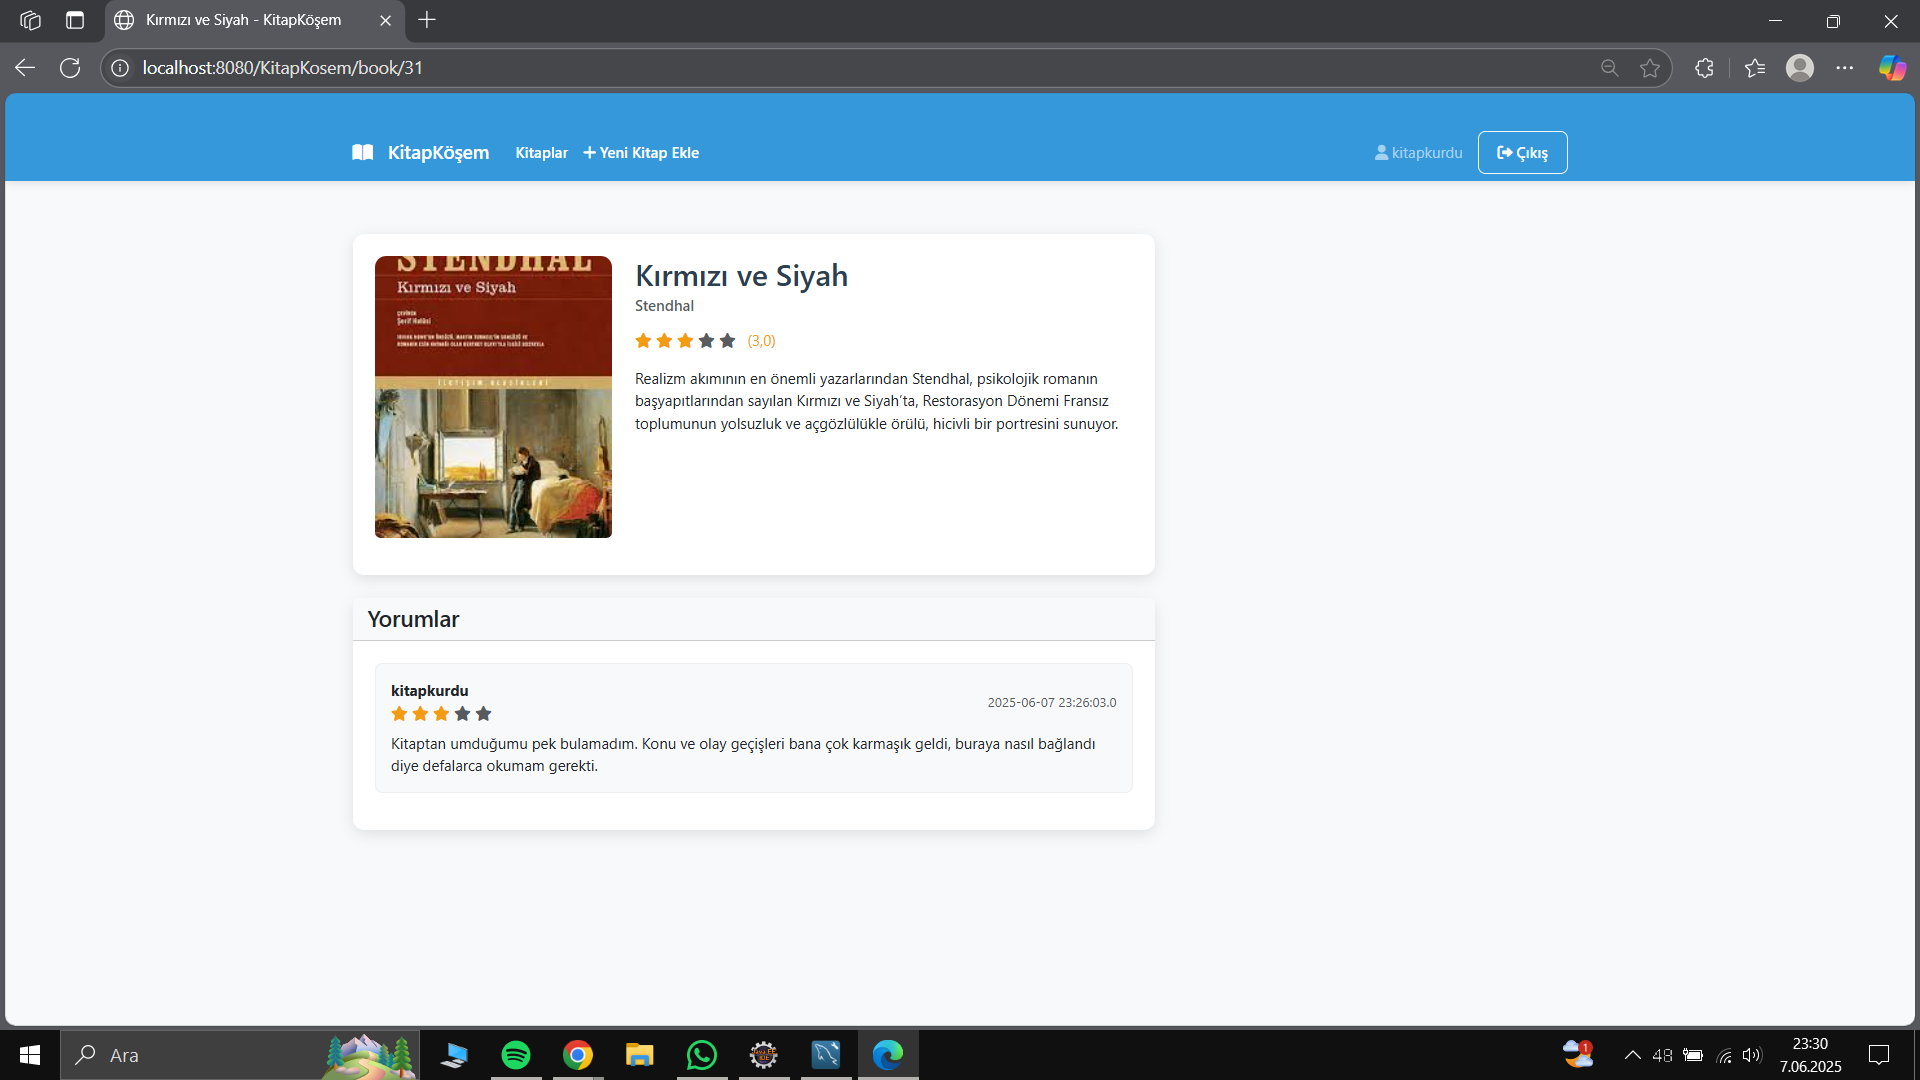 Kırmızı ve Siyah - KitapKöşem
localhost:8080/KitapKosem/book/31
KitapKöşem Kitaplar Yeni Kitap Ekle kitapkurdu Çıkış
STENDHAL
Kırmızı ve Siyah
ÇEVİREN
Şerif Hulûsi
İLETİŞİM KLASİKLERİ
Kırmızı ve Siyah
Stendhal
(3,0)
Realizm akımının en önemli yazarlarından Stendhal, psikolojik romanın
başyapıtlarından sayılan Kırmızı ve Siyah'ta, Restorasyon Dönemi Fransız
toplumunun yolsuzluk ve açgözlülükle örülü, hicivli bir portresini sunuyor.
Yorumlar
kitapkurdu
2025-06-07 23:26:03.0
Kitaptan umduğumu pek bulamadım. Konu ve olay geçişleri bana çok karmaşık geldi, buraya nasıl bağlandı
diye defalarca okumam gerekti.
Ara
1
48
23:30
7.06.2025